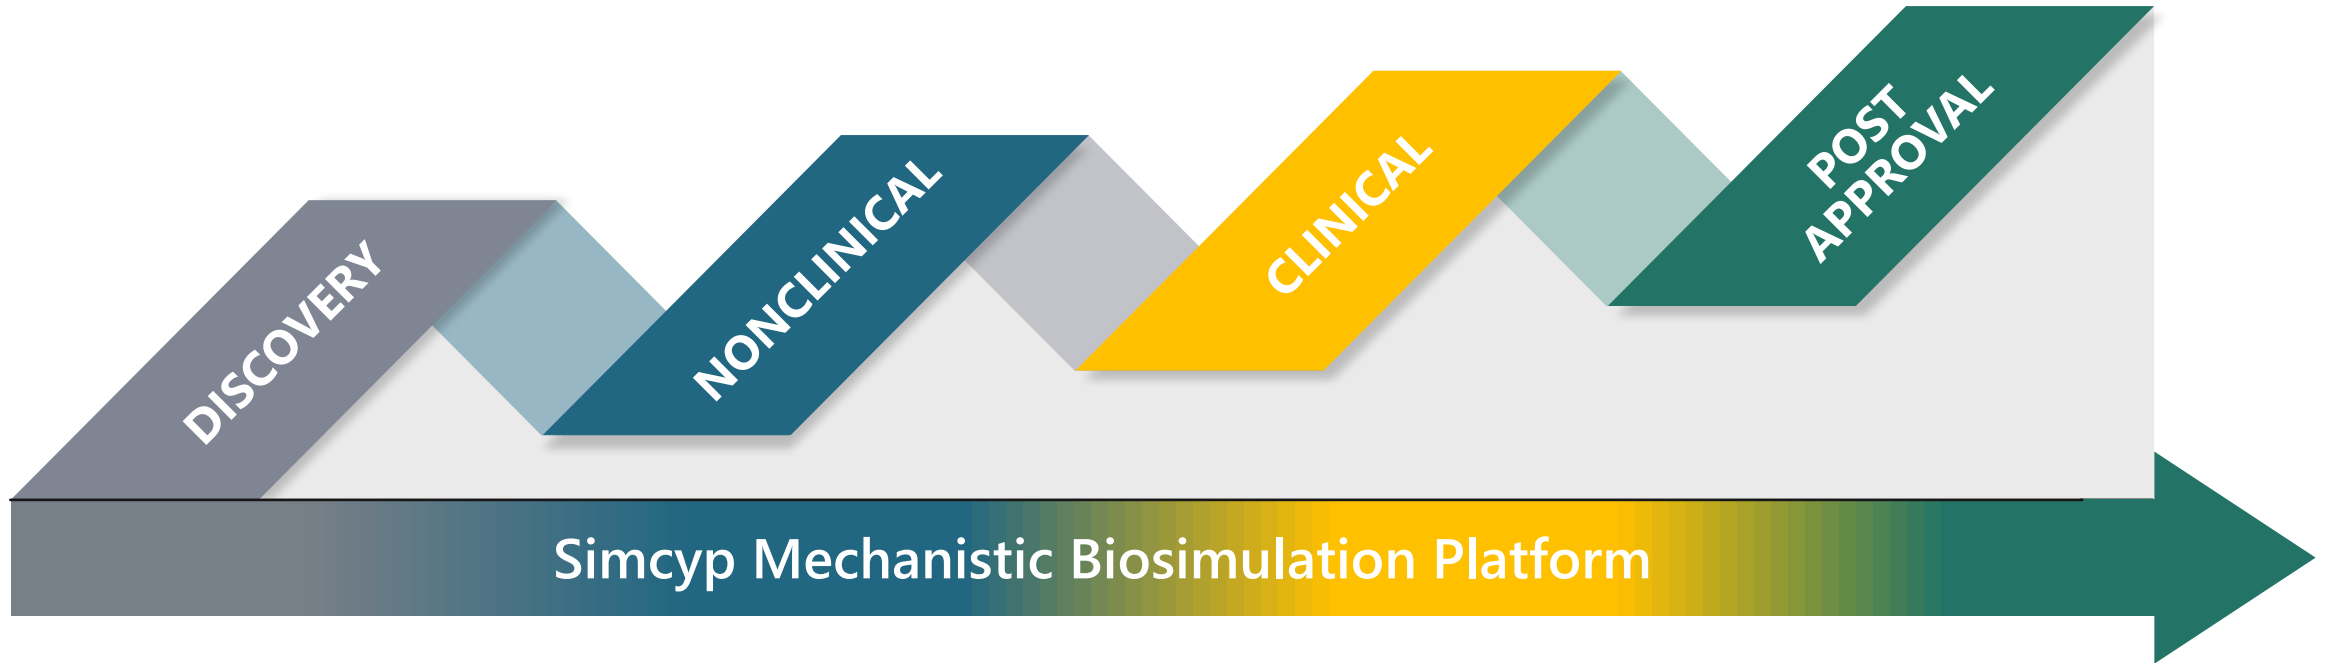 DISCOVERY
NONCLINICAL
CLINICAL
POST
APPROVAL
Simcyp Mechanistic Biosimulation Platform